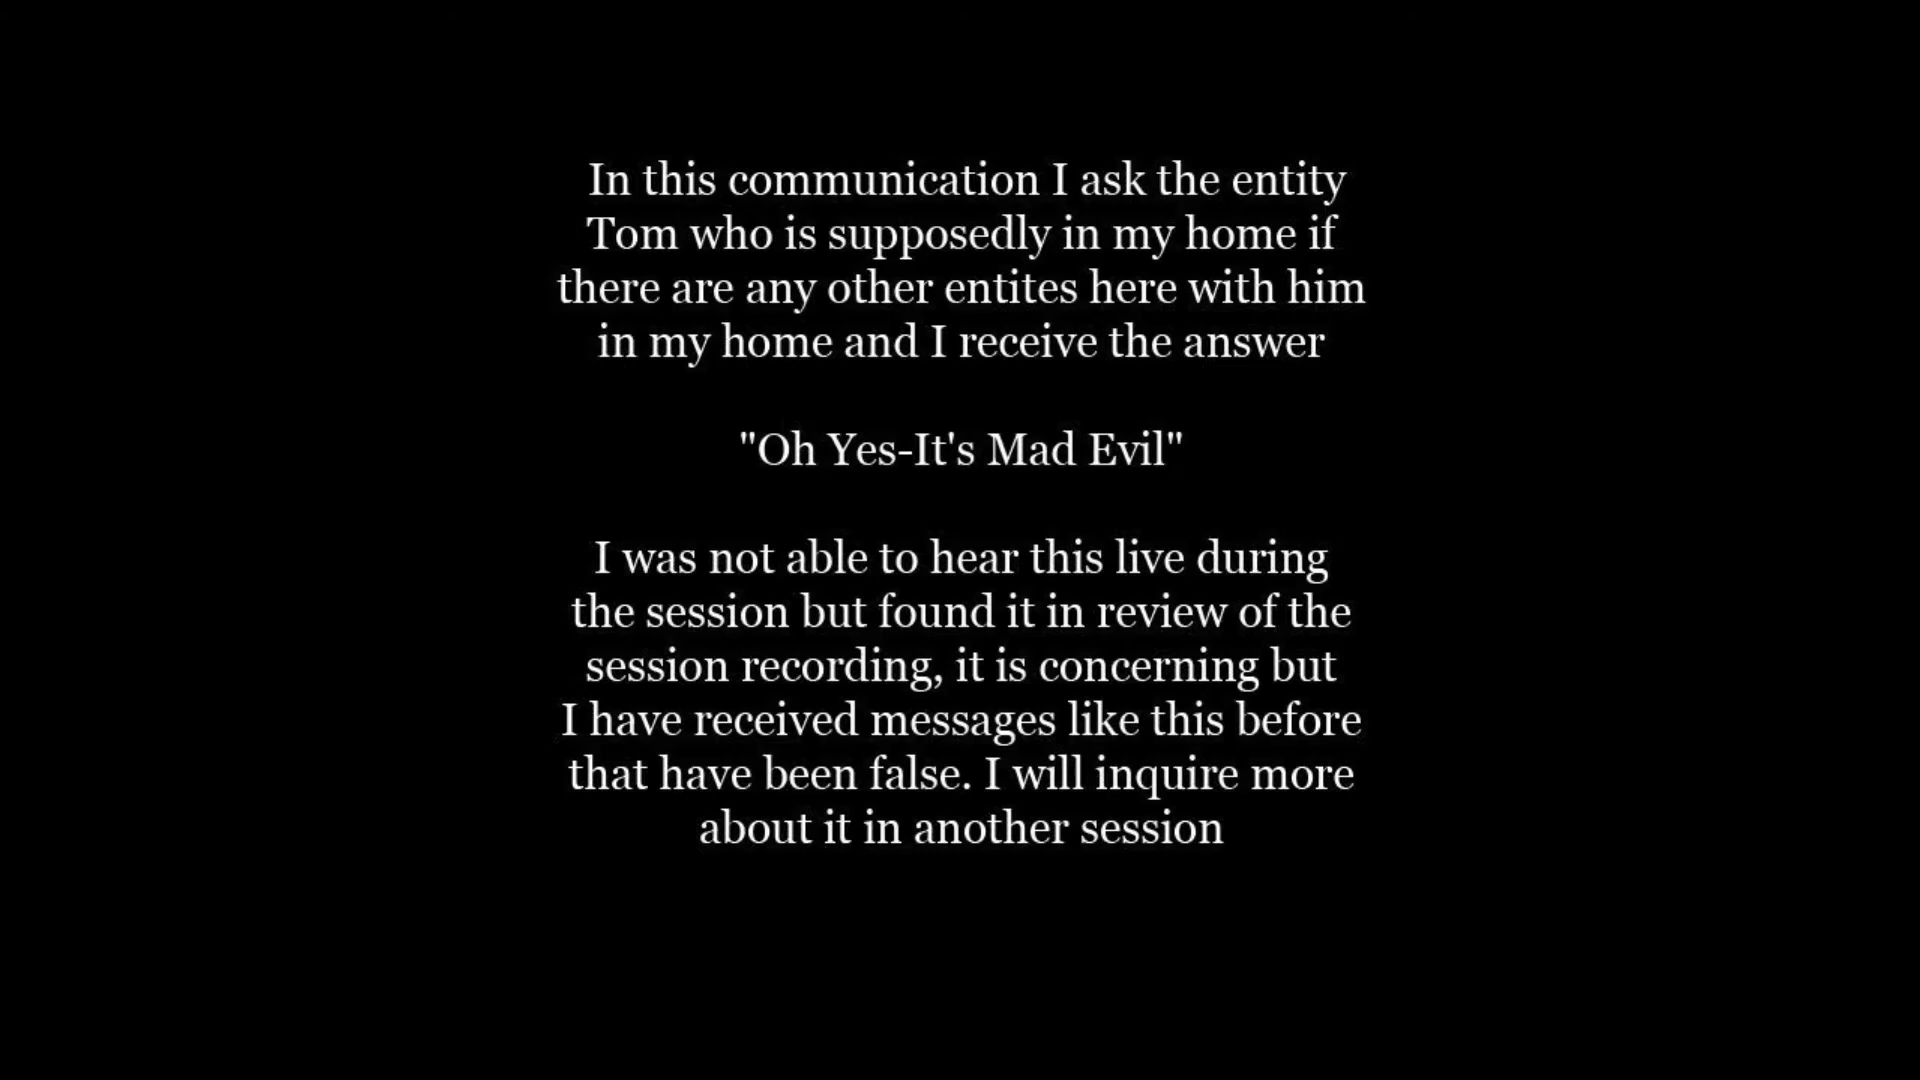 In this communication I ask the entity
Tom who is supposedly in my home if
there are any other entites here with him
in my home and I receive the answer
"Oh Yes-It's Mad Evil"
I was not able to hear this live during
the session but found it in review of the
session recording, it is concerning but
I have received messages like this before
that have been false. I will inquire more
about it in another session